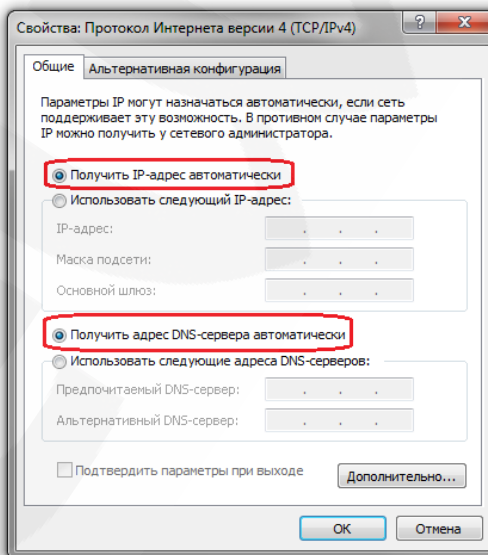 Свойства: Протокол Интернета версии 4 (TCP/IPv4)
Общие
Альтернативная конфигурация
Параметры IP могут назначаться автоматически, если сеть
поддерживает эту возможность. В противном случае параметры
IP можно получить у сетевого администратора.
Получить IP-адрес автоматически
Использовать следующий IP-адрес:
IP-адрес:
Маска подсети:
Основной шлюз:
Получить адрес DNS-сервера автоматически
Использовать следующие адреса DNS-серверов:
Предпочитаемый DNS-сервер:
Альтернативный DNS-сервер:
Подтвердить параметры при выходе
Дополнительно...
ОК
Отмена